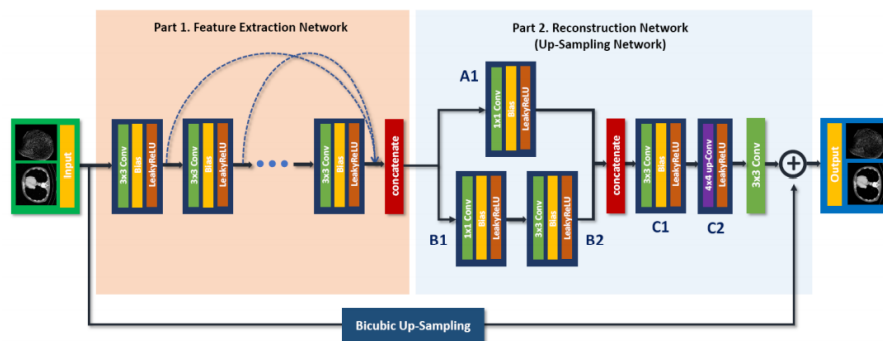 Part 1. Feature Extraction Network
Part 2. Reconstruction Network
(Up-Sampling Network)
Input
3x3 Conv
Bias
LeakyReLU
3x3 Conv
Bias
LeakyReLU
3x3 Conv
Bias
LeakyReLU
concatenate
A1
1x1 Conv
Bias
LeakyReLU
B1
1x1 Conv
Bias
LeakyReLU
3x3 Conv
Bias
LeakyReLU
B2
concatenate
3x3 Conv
Bias
LeakyReLU
C1
4x4 up-Conv
Bias
LeakyReLU
C2
3x3 Conv
+
Output
Bicubic Up-Sampling